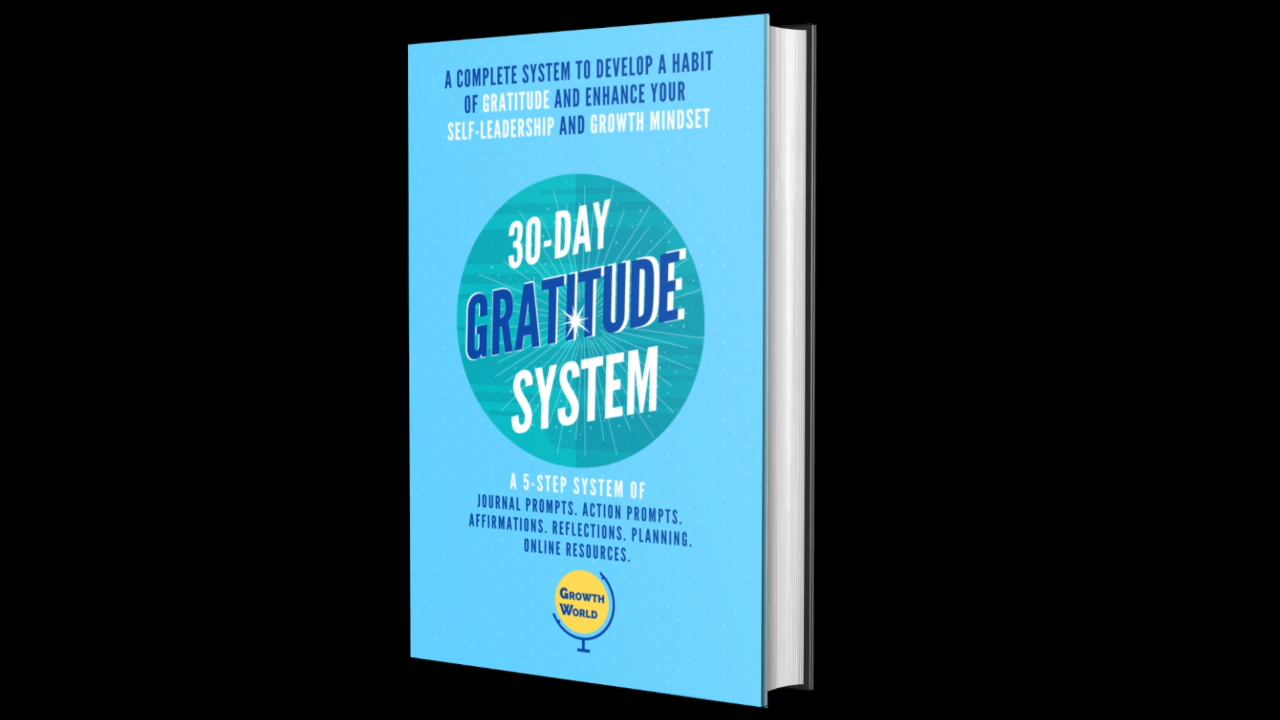 A COMPLETE SYSTEM TO DEVELOP A HABIT
OF GRATITUDE AND ENHANCE YOUR
SELF-LEADERSHIP AND GROWTH MINDSET
30-DAY
GRATITUDE
SYSTEM
A 5-STEP SYSTEM OF
JOURNAL PROMPTS. ACTION PROMPTS.
AFFIRMATIONS. REFLECTIONS. PLANNING.
ONLINE RESOURCES.
GROWTH
WORLD